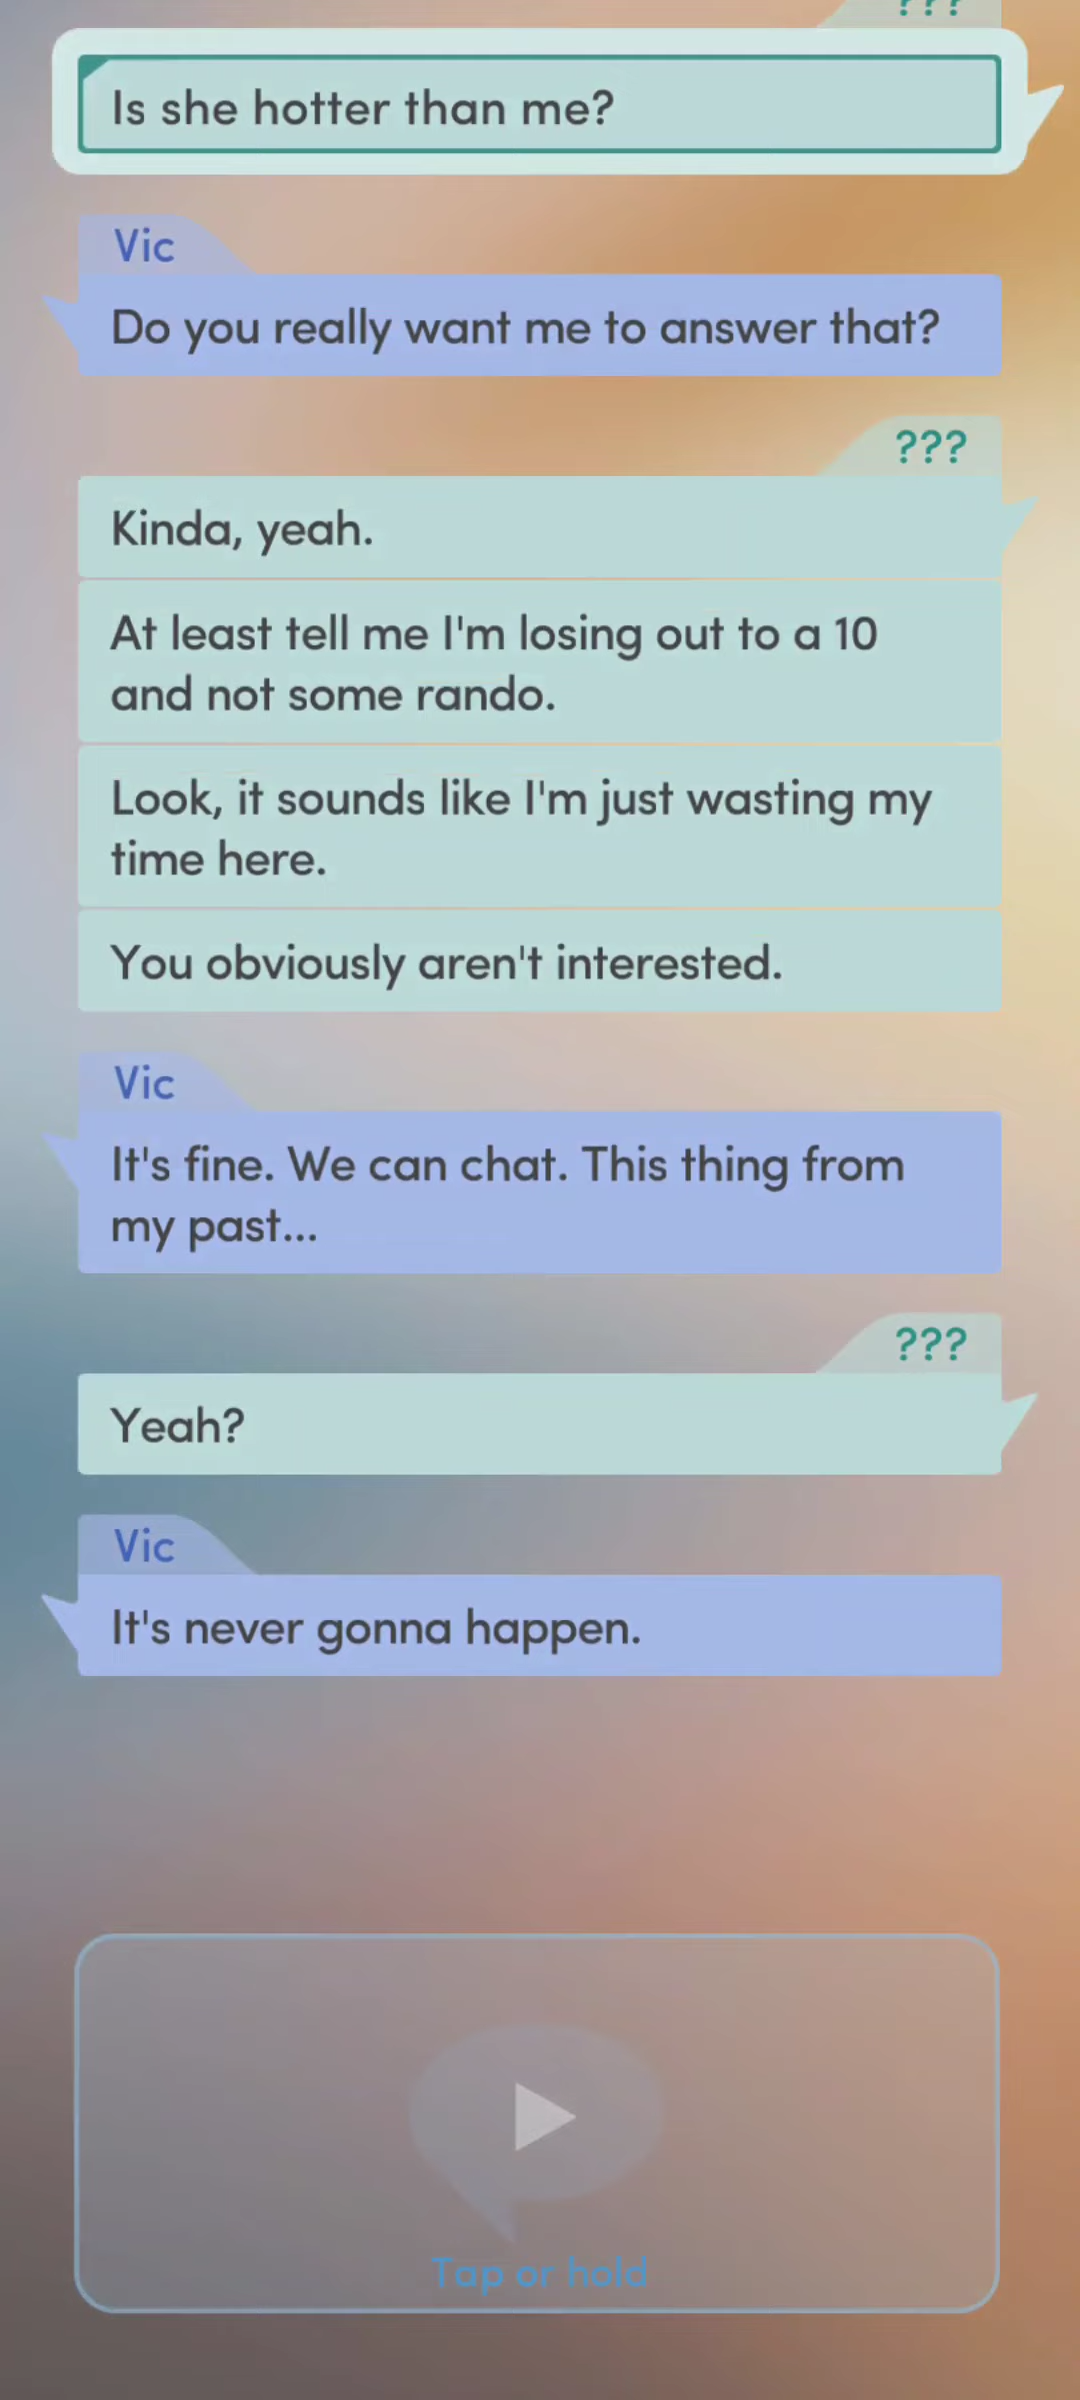 ???
Is she hotter than me?
Vic
Do you really want me to answer that?
???
Kinda, yeah.
At least tell me I'm losing out to a 10
and not some rando.
Look, it sounds like I'm just wasting my
time here.
You obviously aren't interested.
Vic
It's fine. We can chat. This thing from
my past...
???
Yeah?
Vic
It's never gonna happen.
Tap or hold